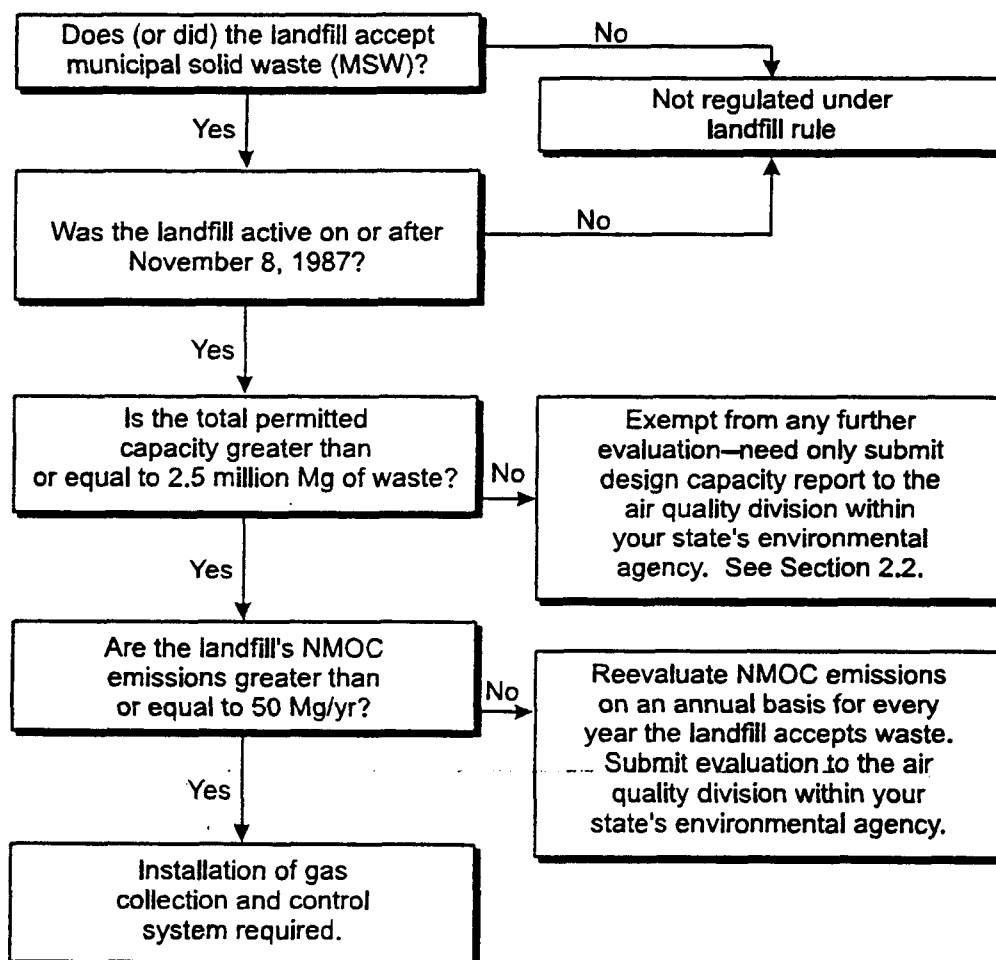 Does (or did) the landfill accept
municipal solid waste (MSW)?
No
Not regulated under
landfill rule
Yes
Was the landfill active on or after
November 8, 1987?
No
Yes
Is the total permitted
capacity greater than
or equal to 2.5 million Mg of waste?
No
Exempt from any further
evaluation—need only submit
design capacity report to the
air quality division within
your state's environmental
agency. See Section 2.2.
Yes
Are the landfill's NMOC
emissions greater than
or equal to 50 Mg/yr?
No
Reevaluate NMOC emissions
on an annual basis for every
year the landfill accepts waste.
Submit evaluation to the air
quality division within your
state's environmental agency.
Yes
Installation of gas
collection and control
system required.